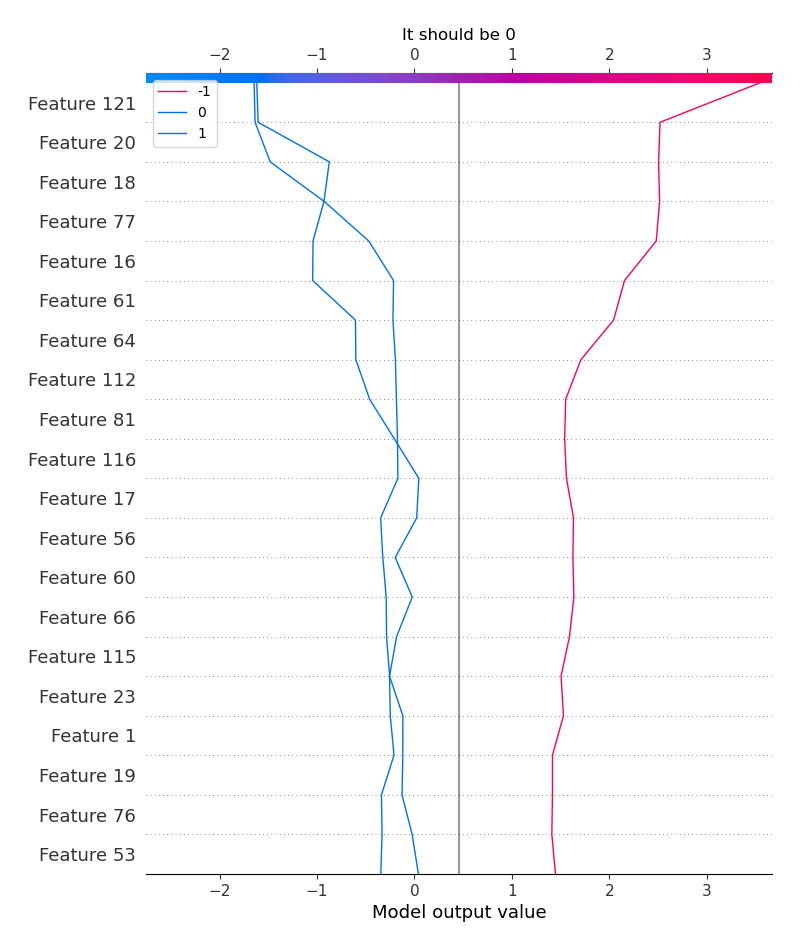 It should be 0
−2 −1 0 1 2 3
-1
0
1
Feature 121
Feature 20
Feature 18
Feature 77
Feature 16
Feature 61
Feature 64
Feature 112
Feature 81
Feature 116
Feature 17
Feature 56
Feature 60
Feature 66
Feature 115
Feature 23
Feature 1
Feature 19
Feature 76
Feature 53
−2 −1 0 1 2 3
Model output value